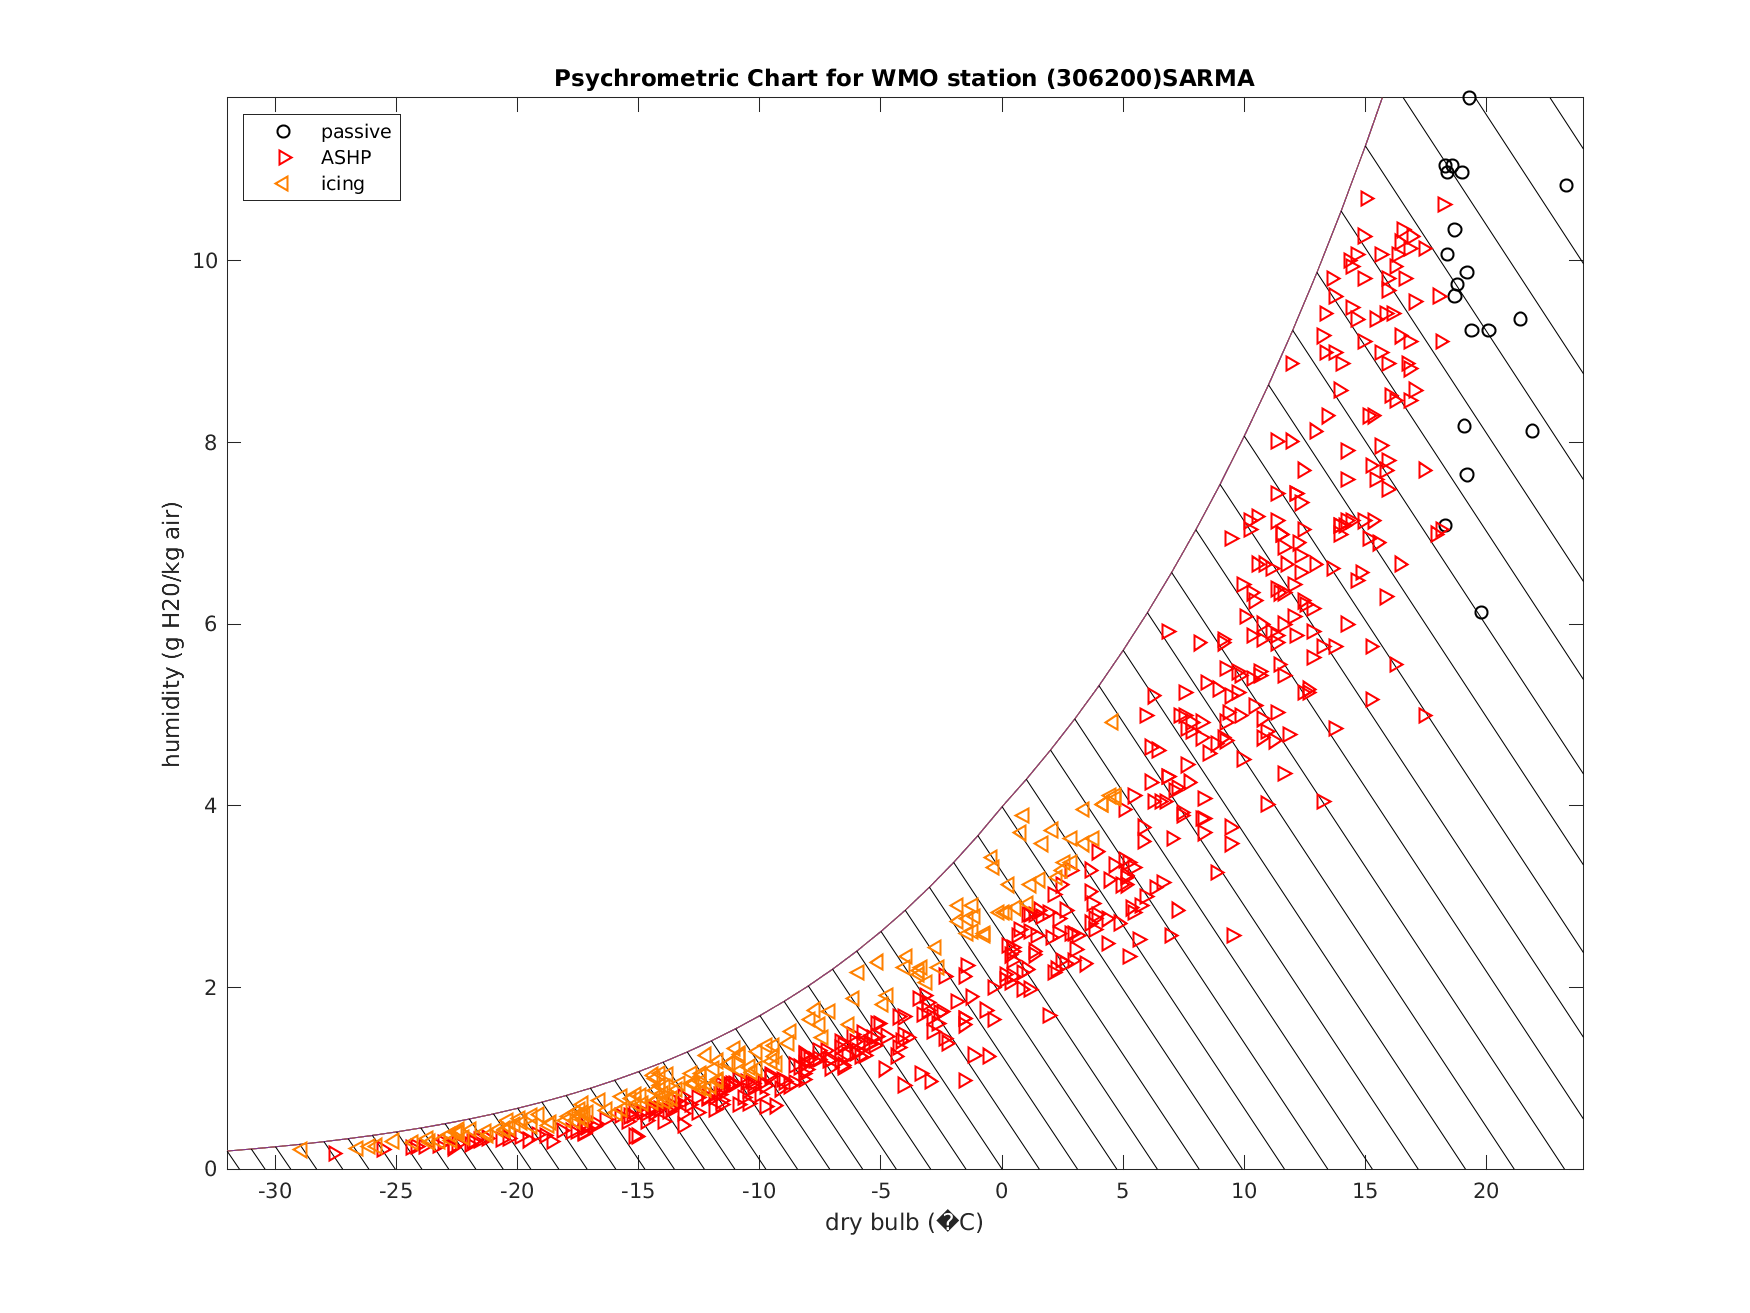 Psychrometric Chart for WMO station (306200)SARMA
passive
ASHP
icing
humidity (g H20/kg air)
10
8
6
4
2
0
-30 -25 -20 -15 -10 -5 0 5 10 15 20
dry bulb (�C)